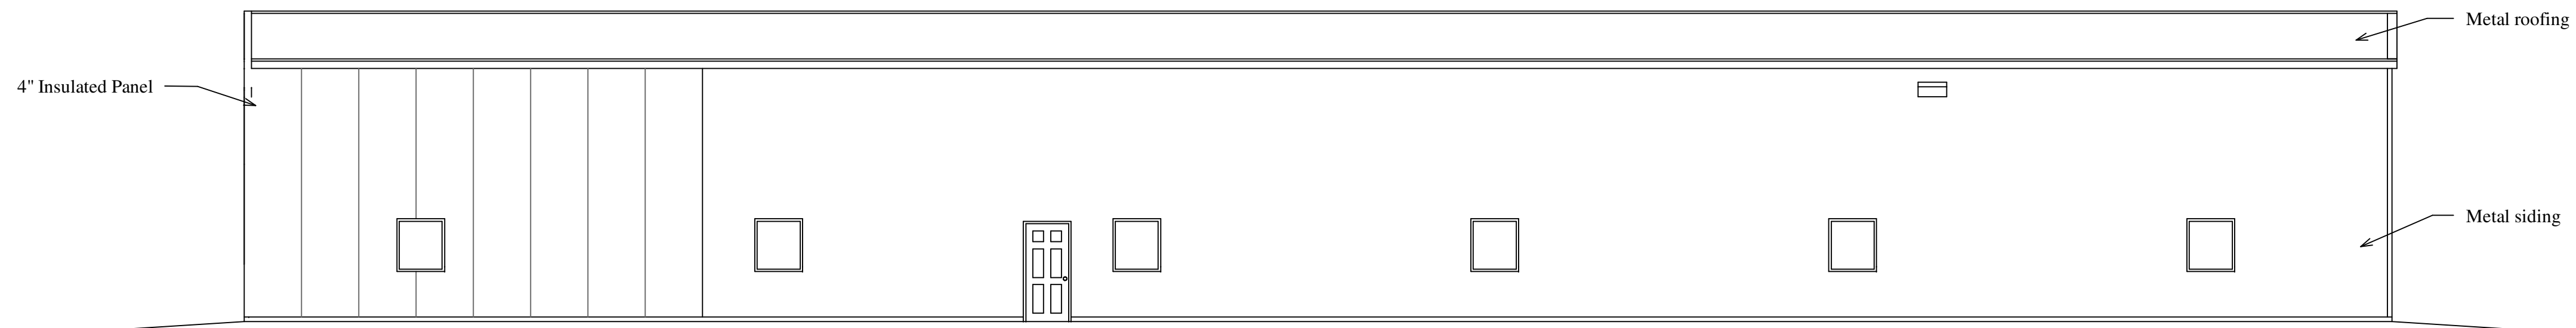 Metal roofing
4" Insulated Panel
Metal siding